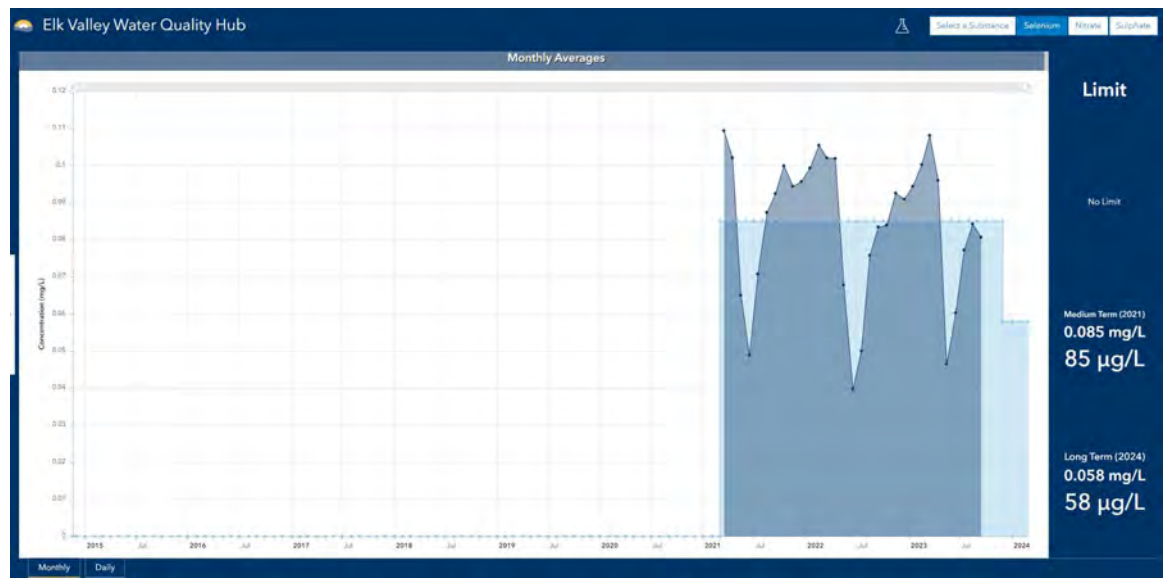 Elk Valley Water Quality Hub
Select a Substance
Selenium
Nitrate
Sulphate
Monthly Averages
Limit
No Limit
Medium Term (2021)
0.085 mg/L
85 µg/L
Long Term (2024)
0.058 mg/L
58 µg/L
Concentration (mg/L)
0.12
0.11
0.1
0.09
0.08
0.07
0.06
0.05
0.04
0.03
0.02
0.01
0
2015 Jul 2016 Jul 2017 Jul 2018 Jul 2019 Jul 2020 Jul 2021 Jul 2022 Jul 2023 Jul 2024
Monthly Daily